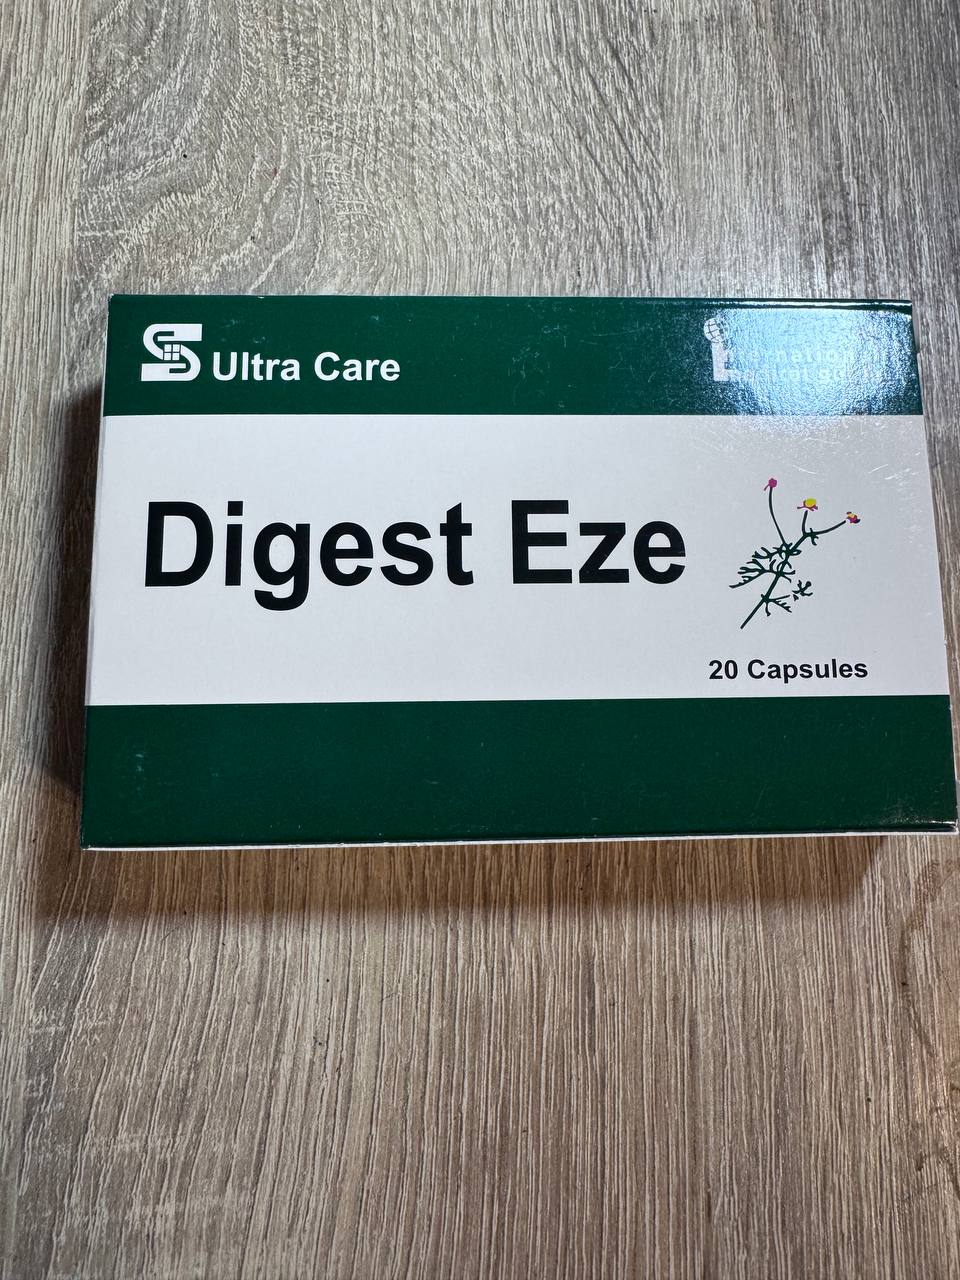 Ultra Care
Digest Eze
20 Capsules